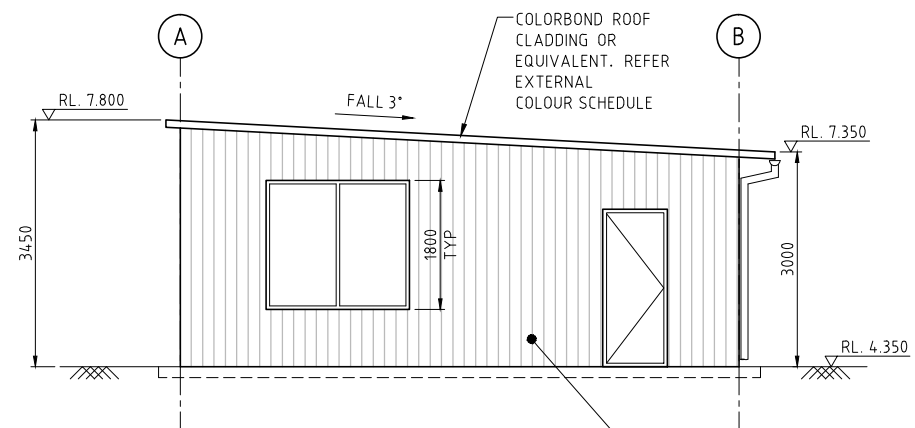 A
B
COLORBOND ROOF
CLADDING OR
EQUIVALENT. REFER
EXTERNAL
COLOUR SCHEDULE
RL. 7.800
FALL 3°
RL. 7.350
3450
1800
TYP
3000
RL. 4.350